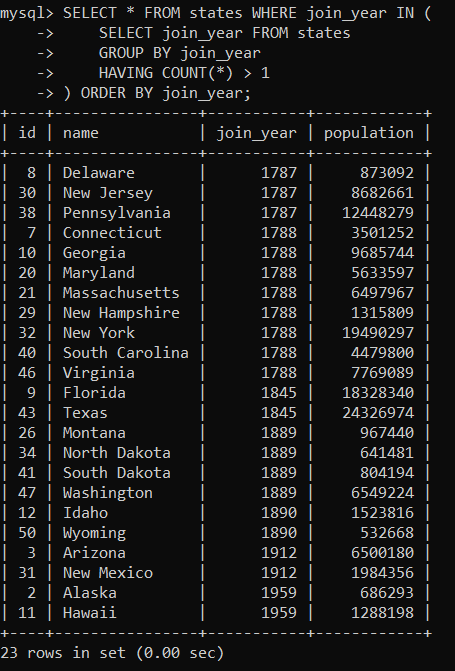 mysql> SELECT * FROM states WHERE join_year IN (
    ->     SELECT join_year FROM states
    ->     GROUP BY join_year
    ->     HAVING COUNT(*) > 1
    -> ) ORDER BY join_year;
+----+----------------+-----------+------------+
| id | name           | join_year | population |
+----+----------------+-----------+------------+
|  8 | Delaware       |      1787 |     873092 |
| 30 | New Jersey     |      1787 |    8682661 |
| 38 | Pennsylvania   |      1787 |   12448279 |
|  7 | Connecticut    |      1788 |    3501252 |
| 10 | Georgia        |      1788 |    9685744 |
| 20 | Maryland       |      1788 |    5633597 |
| 21 | Massachusetts  |      1788 |    6497967 |
| 29 | New Hampshire  |      1788 |    1315809 |
| 32 | New York       |      1788 |   19490297 |
| 40 | South Carolina |      1788 |    4479800 |
| 46 | Virginia       |      1788 |    7769089 |
|  9 | Florida        |      1845 |   18328340 |
| 43 | Texas          |      1845 |   24326974 |
| 26 | Montana        |      1889 |     967440 |
| 34 | North Dakota   |      1889 |     641481 |
| 41 | South Dakota   |      1889 |     804194 |
| 47 | Washington     |      1889 |    6549224 |
| 12 | Idaho          |      1890 |    1523816 |
| 50 | Wyoming        |      1890 |     532668 |
|  3 | Arizona        |      1912 |    6500180 |
| 31 | New Mexico     |      1912 |    1984356 |
|  2 | Alaska         |      1959 |     686293 |
| 11 | Hawaii         |      1959 |    1288198 |
+----+----------------+-----------+------------+
23 rows in set (0.00 sec)